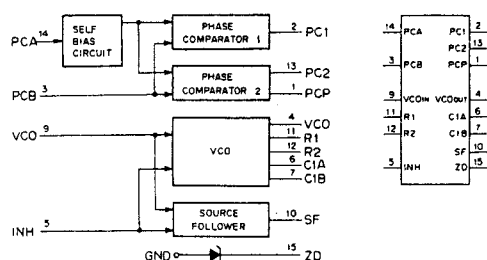 PCA 14
SELF
BIAS
CIRCUIT
PHASE
COMPARATOR 1
2 PC1
PCB 3
PHASE
COMPARATOR 2
13 PC2
1 PCP
VCO 9
VCO
4 VCO
11 R1
12 R2
6 C1A
7 C1B
INH 5
SOURCE
FOLLOWER
10 SF
GND
15 ZD
14 PCA PC1 2
PC2 13
3 PCB PCP 1
9 VCOIN VCOOUT 4
11 R1 C1A 6
12 R2 C1B 7
SF 10
5 INH ZD 15